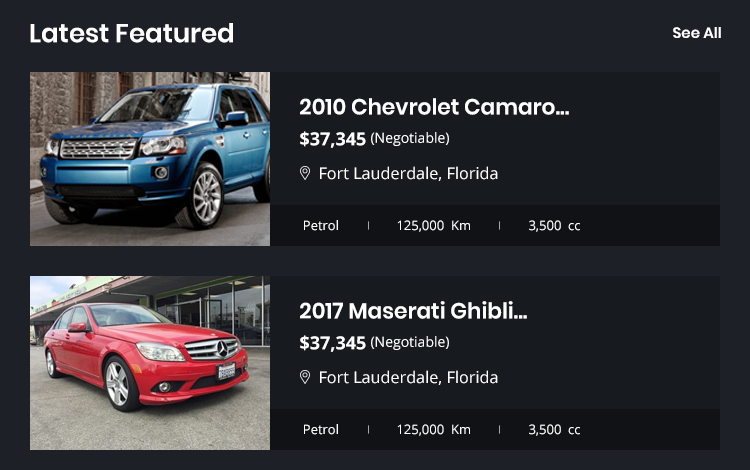 Latest Featured
See All
2010 Chevrolet Camaro...
$37,345 (Negotiable)
Fort Lauderdale, Florida
Petrol 125,000 Km 3,500 cc
2017 Maserati Ghibli...
$37,345 (Negotiable)
Fort Lauderdale, Florida
Petrol 125,000 Km 3,500 cc